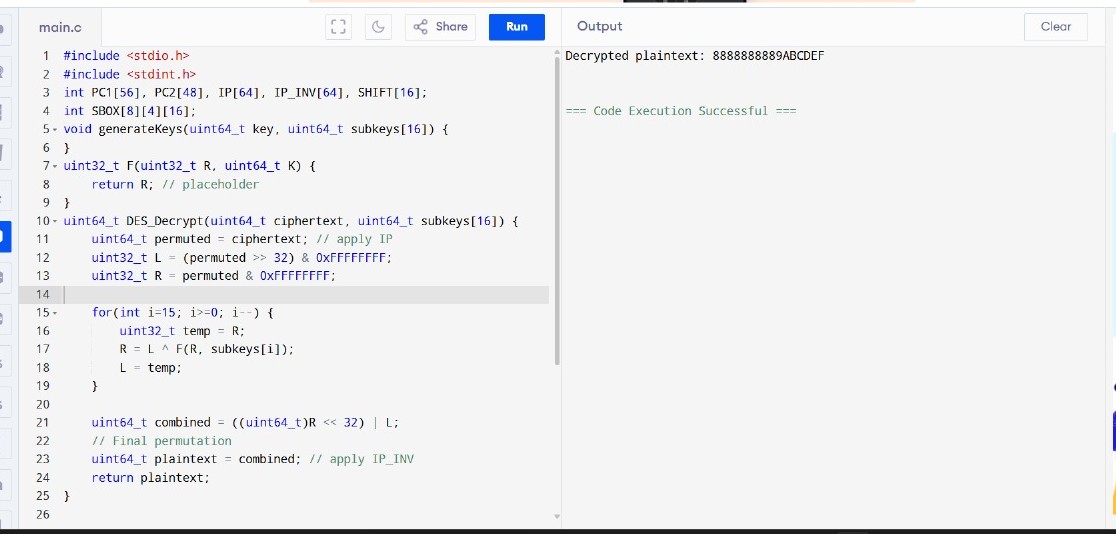 main.c
Share
Run
Output
Clear
1 #include <stdio.h>
2 #include <stdint.h>
3 int PC1[56], PC2[48], IP[64], IP_INV[64], SHIFT[16];
4 int SBOX[8][4][16];
5 void generateKeys(uint64_t key, uint64_t subkeys[16]) {
6 }
7 uint32_t F(uint32_t R, uint64_t K) {
8     return R; // placeholder
9 }
10 uint64_t DES_Decrypt(uint64_t ciphertext, uint64_t subkeys[16]) {
11     uint64_t permuted = ciphertext; // apply IP
12     uint32_t L = (permuted >> 32) & 0xFFFFFFFF;
13     uint32_t R = permuted & 0xFFFFFFFF;
14
15     for(int i=15; i>=0; i--) {
16         uint32_t temp = R;
17         R = L ^ F(R, subkeys[i]);
18         L = temp;
19     }
20
21     uint64_t combined = ((uint64_t)R << 32) | L;
22     // Final permutation
23     uint64_t plaintext = combined; // apply IP_INV
24     return plaintext;
25 }
26
Decrypted plaintext: 8888888889ABCDEF
=== Code Execution Successful ===